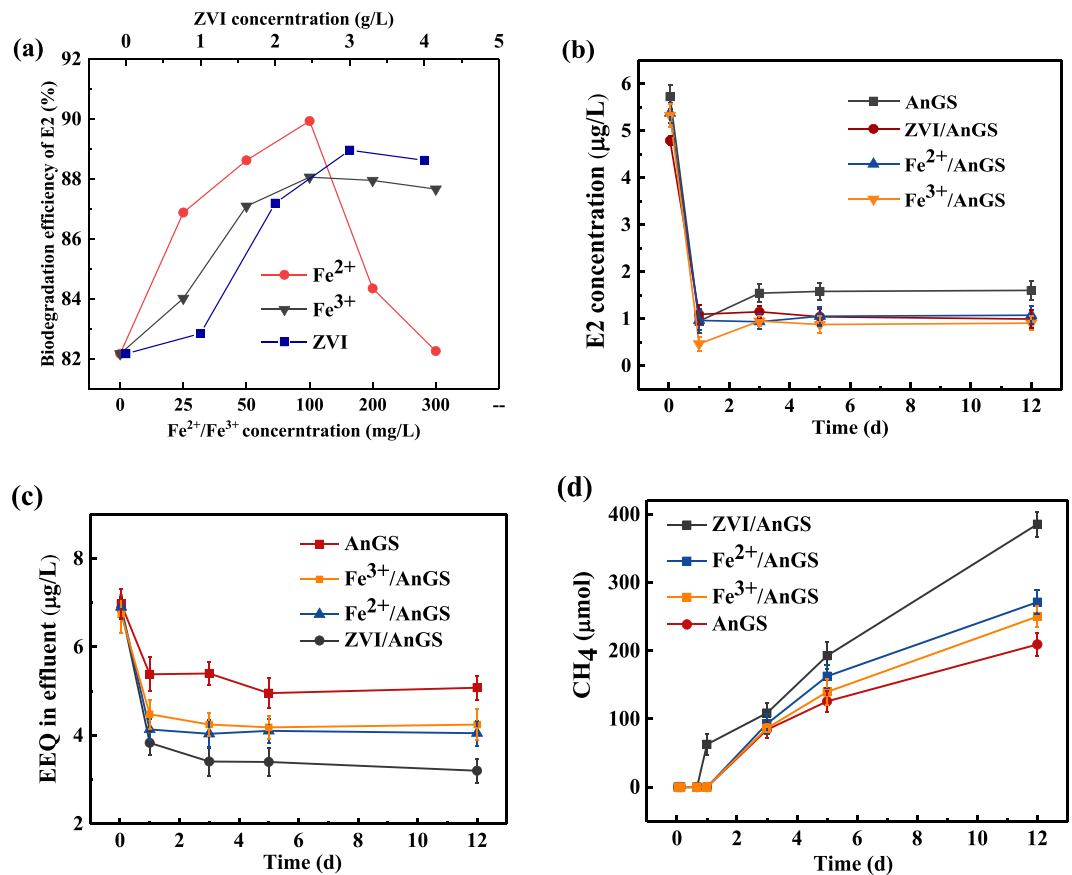 (a)
ZVI concerntration (g/L)
0 1 2 3 4 5
Biodegradation efficiency of E2 (%)
92
90
88
86
84
82
Fe2+
Fe3+
ZVI
0 25 50 100 200 300 --
Fe2+/Fe3+ concerntration (mg/L)
(b)
E2 concentration (μg/L)
6
5
4
3
2
1
0
AnGS
ZVI/AnGS
Fe2+/AnGS
Fe3+/AnGS
0 2 4 6 8 10 12
Time (d)
(c)
EEQ in effluent (μg/L)
8
6
4
2
AnGS
Fe3+/AnGS
Fe2+/AnGS
ZVI/AnGS
0 2 4 6 8 10 12
Time (d)
(d)
CH4 (μmol)
400
300
200
100
0
ZVI/AnGS
Fe2+/AnGS
Fe3+/AnGS
AnGS
0 2 4 6 8 10 12
Time (d)